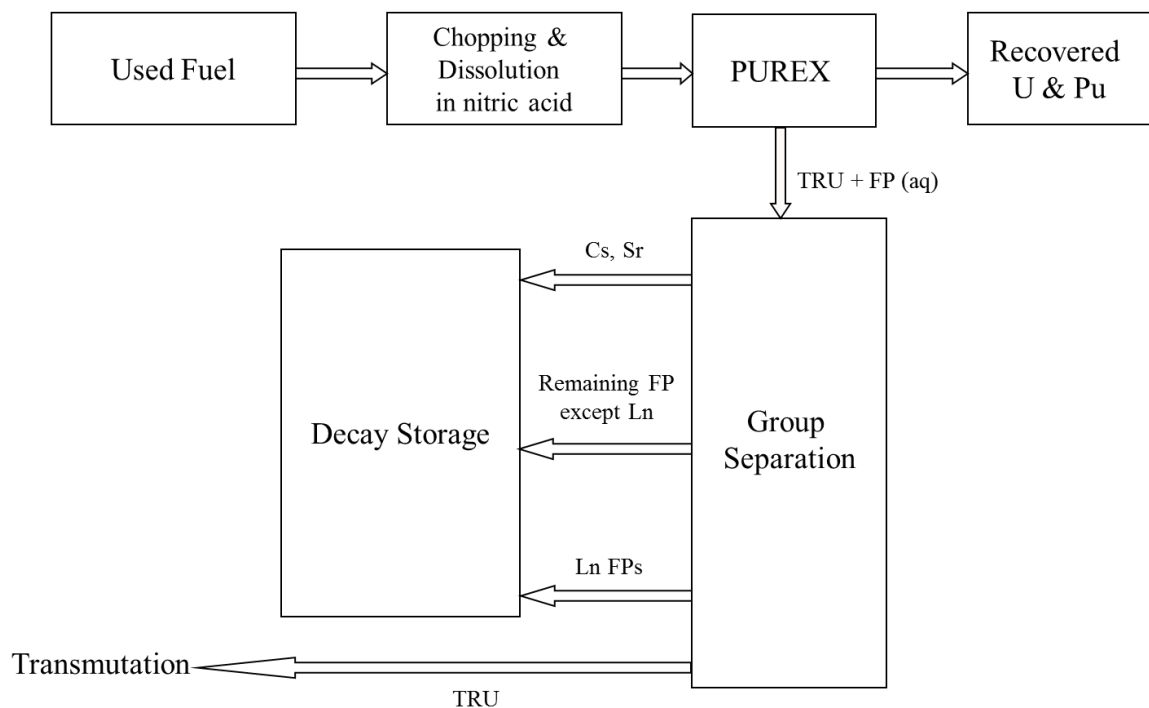 Used Fuel
Chopping &
Dissolution
in nitric acid
PUREX
Recovered
U & Pu
TRU + FP (aq)
Cs, Sr
Remaining FP
except Ln
Decay Storage
Group
Separation
Ln FPs
Transmutation
TRU